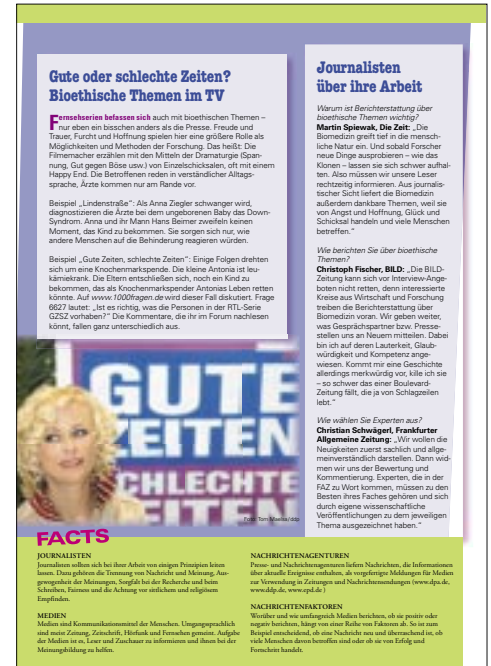 Gute oder schlechte Zeiten?
Bioethische Themen im TV
Fernsehserien befassen sich auch mit bioethischen Themen –
nur eben ein bisschen anders als die Presse. Freude und
Trauer, Furcht und Hoffnung spielen hier eine größere Rolle als
Möglichkeiten und Methoden der Forschung. Das heißt: Die
Filmemacher erzählen mit den Mitteln der Dramaturgie (Span-
nung, Gut gegen Böse usw.) von Einzelschicksalen, oft mit einem
Happy End. Die Betroffenen reden in verständlicher Alltags-
sprache, Ärzte kommen nur am Rande vor.
Beispiel „Lindenstraße“: Als Anna Ziegler schwanger wird,
diagnostizieren die Ärzte bei dem ungeborenen Baby das Down-
Syndrom. Anna und ihr Mann Hans Beimer zweifeln keinen
Moment, das Kind zu bekommen. Sie sorgen sich nur, wie
andere Menschen auf die Behinderung reagieren würden.
Beispiel „Gute Zeiten, schlechte Zeiten“: Einige Folgen drehten
sich um eine Knochenmarkspende. Die kleine Antonia ist leu-
kämiekrank. Die Eltern entschließen sich, noch ein Kind zu
bekommen, das als Knochenmarkspender Antonias Leben retten
könnte. Auf www.1000fragen.de wird dieser Fall diskutiert. Frage
6627 lautet: „Ist es richtig, was die Personen in der RTL-Serie
GZSZ vorhaben?“ Die Kommentare, die ihr im Forum nachlesen
könnt, fallen ganz unterschiedlich aus.
GUTE
ZEITEN
SCHLECHTE
ZEITEN
Foto: Tom Maelsa/ddp
Journalisten
über ihre Arbeit
Warum ist Berichterstattung über
bioethische Themen wichtig?
Martin Spiewak, Die Zeit: „Die
Biomedizin greift tief in die mensch-
liche Natur ein. Und sobald Forscher
neue Dinge ausprobieren – wie das
Klonen – lassen sie sich schwer aufhal-
ten. Also müssen wir unsere Leser
rechtzeitig informieren. Aus journalis-
tischer Sicht liefert die Biomedizin
außerdem dankbare Themen, weil sie
von Angst und Hoffnung, Glück und
Schicksal handeln und viele Menschen
betreffen.“
Wie berichten Sie über bioethische
Themen?
Christoph Fischer, BILD: „Die BILD-
Zeitung kann sich vor Interview-Ange-
boten nicht retten, denn interessierte
Kreise aus Wirtschaft und Forschung
treiben die Berichterstattung über
Biomedizin voran. Wir geben weiter,
was Gesprächspartner bzw. Presse-
stellen uns an Neuem mitteilen. Dabei
bin ich auf deren Lauterkeit, Glaub-
würdigkeit und Kompetenz ange-
wiesen. Kommt mir eine Geschichte
allerdings merkwürdig vor, kille ich sie
– so schwer das einer Boulevard-
Zeitung fällt, die ja von Schlagzeilen
lebt.“
Wie wählen Sie Experten aus?
Christian Schwägerl, Frankfurter
Allgemeine Zeitung: „Wir wollen die
Neuigkeiten sachlich und allge-
meinverständlich darstellen. Dann wid-
men wir uns der Bewertung und
Kommentierung. Experten, die in der
FAZ zu Wort kommen, müssen zu den
Besten ihres Faches gehören und sich
durch eigene wissenschaftliche
Veröffentlichungen zu dem jeweiligen
Thema ausgezeichnet haben.“
FACTS
JOURNALISTEN
Journalisten sollten sich bei ihrer Arbeit von einigen Prinzipien leiten
lassen. Dazu gehören die Trennung von Nachricht und Meinung, Aus-
gewogenheit der Meinungen, Sorgfalt bei der Recherche und beim
Schreiben, Fairness und die Achtung vor sittlichem und religiösem
Empfinden.
MEDIEN
Medien sind Kommunikationsmittel der Menschen. Umgangssprachlich
sind meist Zeitung, Zeitschrift, Hörfunk und Fernsehen gemeint. Aufgabe
der Medien ist es, Leser und Zuschauer zu informieren und ihnen bei der
Meinungsbildung zu helfen.
NACHRICHTENAGENTUREN
Presse- und Nachrichtenagenturen liefern Nachrichten, die Informationen
über aktuelle Ereignisse enthalten, als vorgefertigte Meldungen für Medien
zur Verwendung in Zeitungen und Nachrichtensendungen (www.dpa.de,
www.ddp.de, www.epd.de )
NACHRICHTENFAKTOREN
Worüber und wie umfangreich Medien berichten, ob sie positiv oder
negativ berichten, hängt von einer Reihe von Faktoren ab. So ist zum
Beispiel entscheidend, ob eine Nachricht neu und überraschend ist, ob
viele Menschen davon betroffen sind oder ob sie von Erfolg und
Fortschritt handelt.